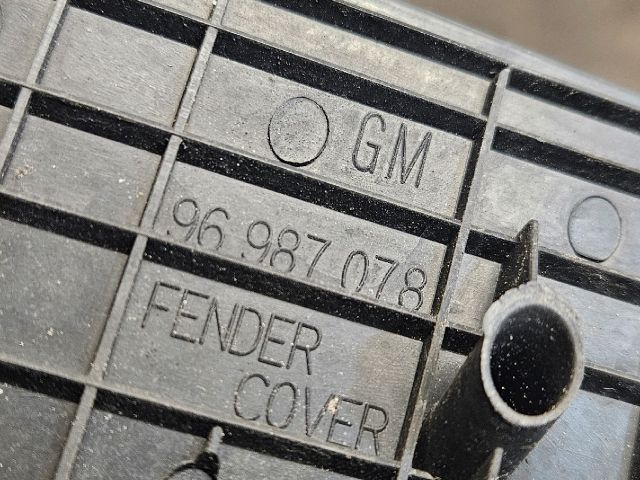 GM
96 987 078
FENDER
COVER